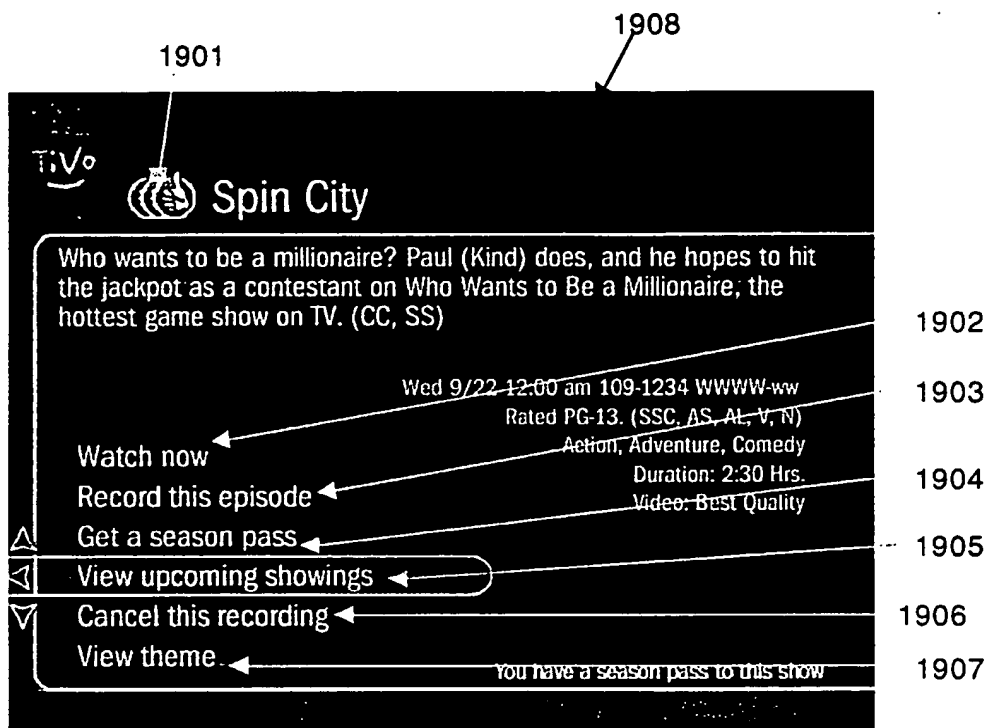 1908
1901
TiVo
Spin City
Who wants to be a millionaire? Paul (Kind) does, and he hopes to hit
the jackpot as a contestant on Who Wants to Be a Millionaire, the
hottest game show on TV. (CC, SS)
1902
Wed 9/22 12:00 am 109-1234 WWWW-ww
1903
Rated PG-13. (SSC, AS, AL, V, N)
Action, Adventure, Comedy
Watch now
Duration: 2:30 Hrs.
1904
Record this episode
Video: Best Quality
Get a season pass
1905
View upcoming showings
Cancel this recording
1906
View theme
You have a season pass to this show
1907